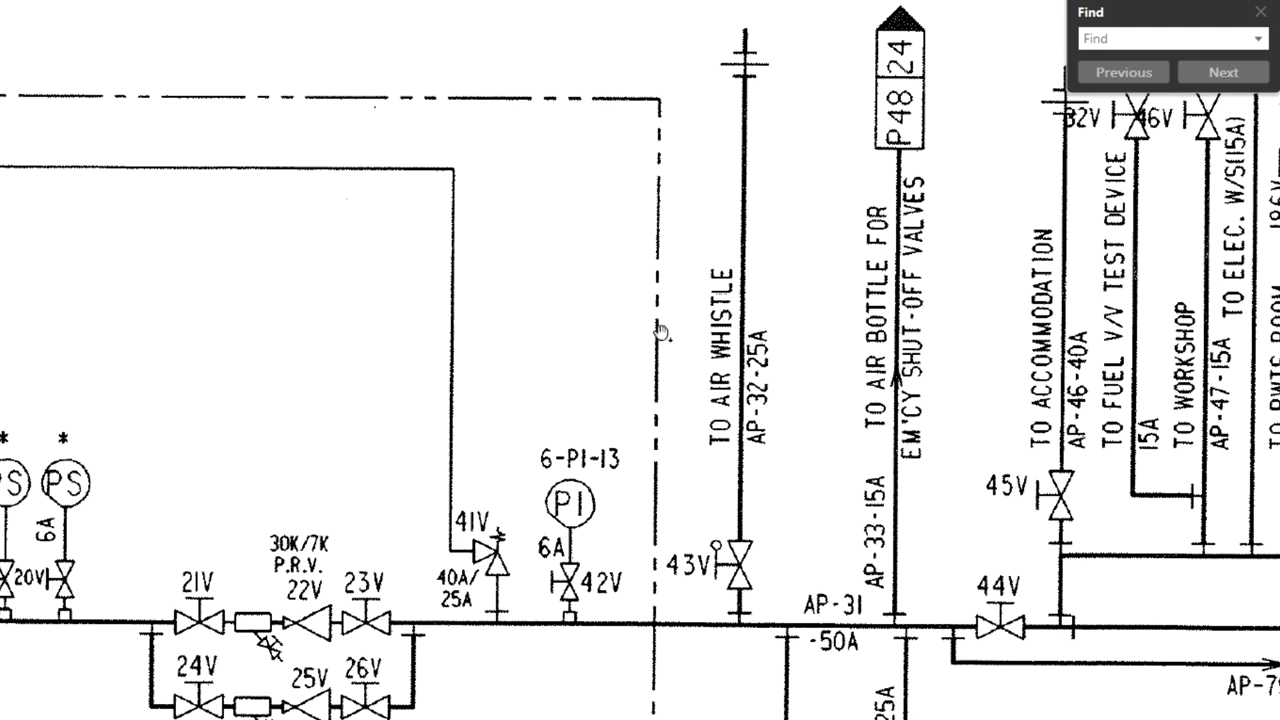 Find
Find
Previous
Next
P48 24
32V
46V
TO AIR WHISTLE
AP-32-25A
TO AIR BOTTLE FOR
EM'CY SHUT-OFF VALVES
AP-33-15A
TO ACCOMMODATION
AP-46-40A
TO FUEL V/V TEST DEVICE
15A
TO WORKSHOP
AP-47-15A
TO ELEC. W/S(15A)
*
*
PS
6A
20V
21V
30K/7K
P.R.V.
22V
23V
41V
40A/
25A
6-PI-13
PI
6A
42V
43V
45V
44V
AP-31
-50A
24V
25V
26V
25A